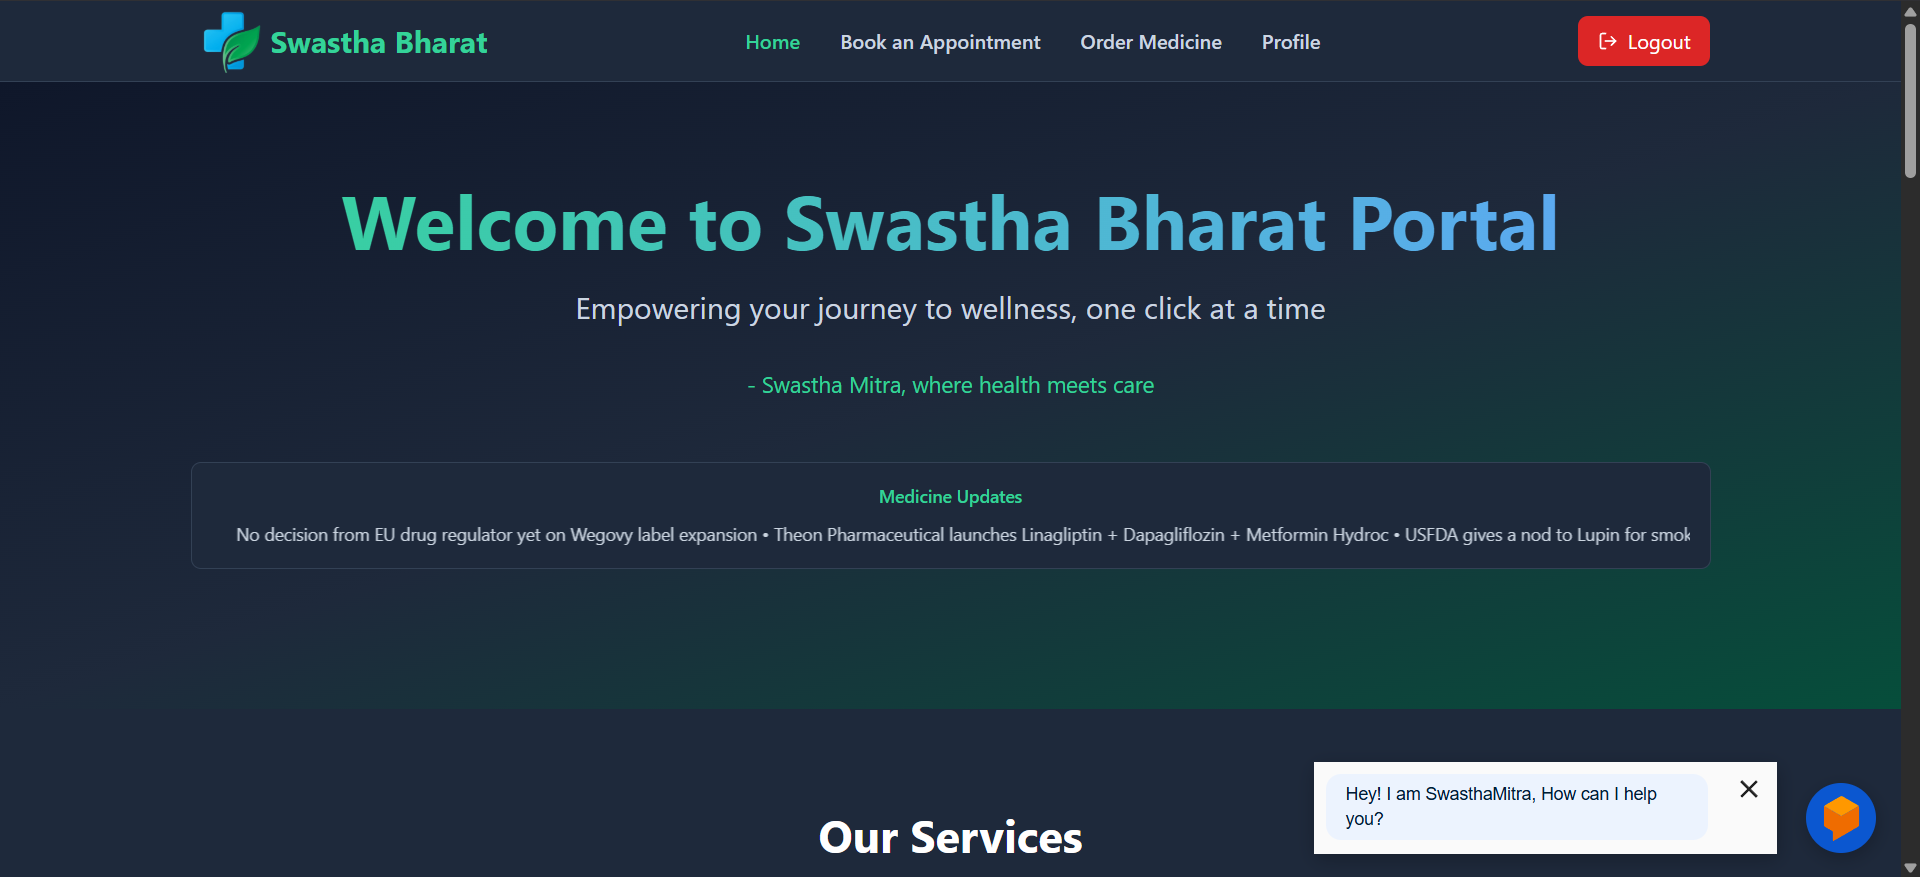 Swastha Bharat
Home
Book an Appointment
Order Medicine
Profile
Logout
Welcome to Swastha Bharat Portal
Empowering your journey to wellness, one click at a time
- Swastha Mitra, where health meets care
Medicine Updates
No decision from EU drug regulator yet on Wegovy label expansion • Theon Pharmaceutical launches Linagliptin + Dapagliflozin + Metformin Hydroc • USFDA gives a nod to Lupin for smok
Our Services
Hey! I am SwasthaMitra, How can I help
you?